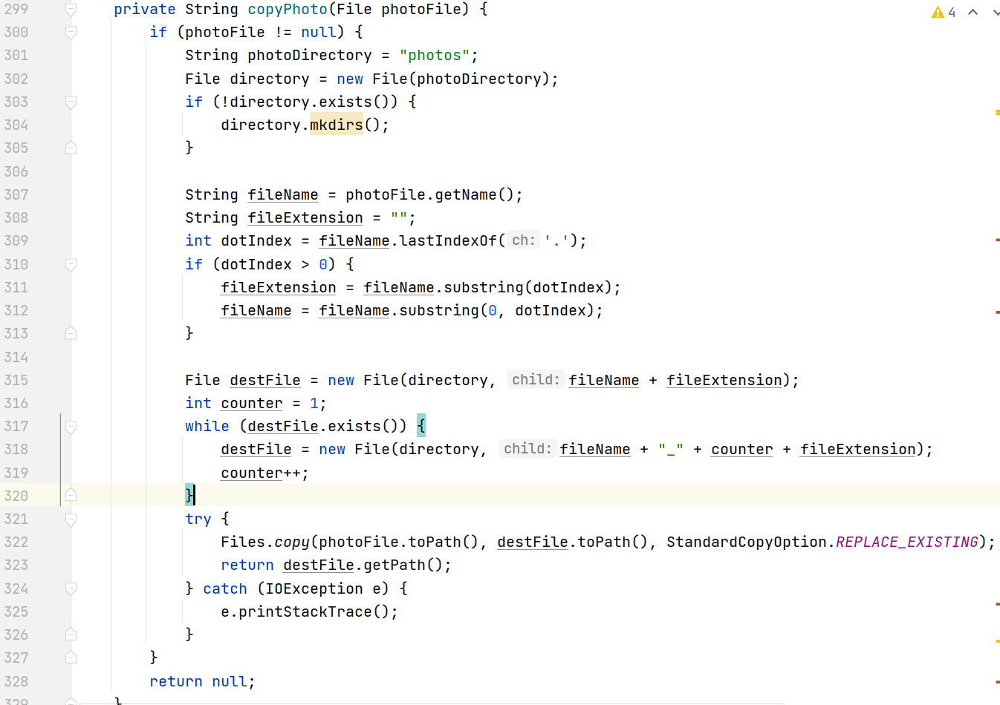 299 private String copyPhoto(File photoFile) { 4
300 if (photoFile != null) {
301 String photoDirectory = "photos";
302 File directory = new File(photoDirectory);
303 if (!directory.exists()) {
304 directory.mkdirs();
305 }
306
307 String fileName = photoFile.getName();
308 String fileExtension = "";
309 int dotIndex = fileName.lastIndexOf( ch: '.');
310 if (dotIndex > 0) {
311 fileExtension = fileName.substring(dotIndex);
312 fileName = fileName.substring(0, dotIndex);
313 }
314
315 File destFile = new File(directory, child: fileName + fileExtension);
316 int counter = 1;
317 while (destFile.exists()) {
318 destFile = new File(directory, child: fileName + "_" + counter + fileExtension);
319 counter++;
320 }
321 try {
322 Files.copy(photoFile.toPath(), destFile.toPath(), StandardCopyOption.REPLACE_EXISTING);
323 return destFile.getPath();
324 } catch (IOException e) {
325 e.printStackTrace();
326 }
327 }
328 return null;
329 }